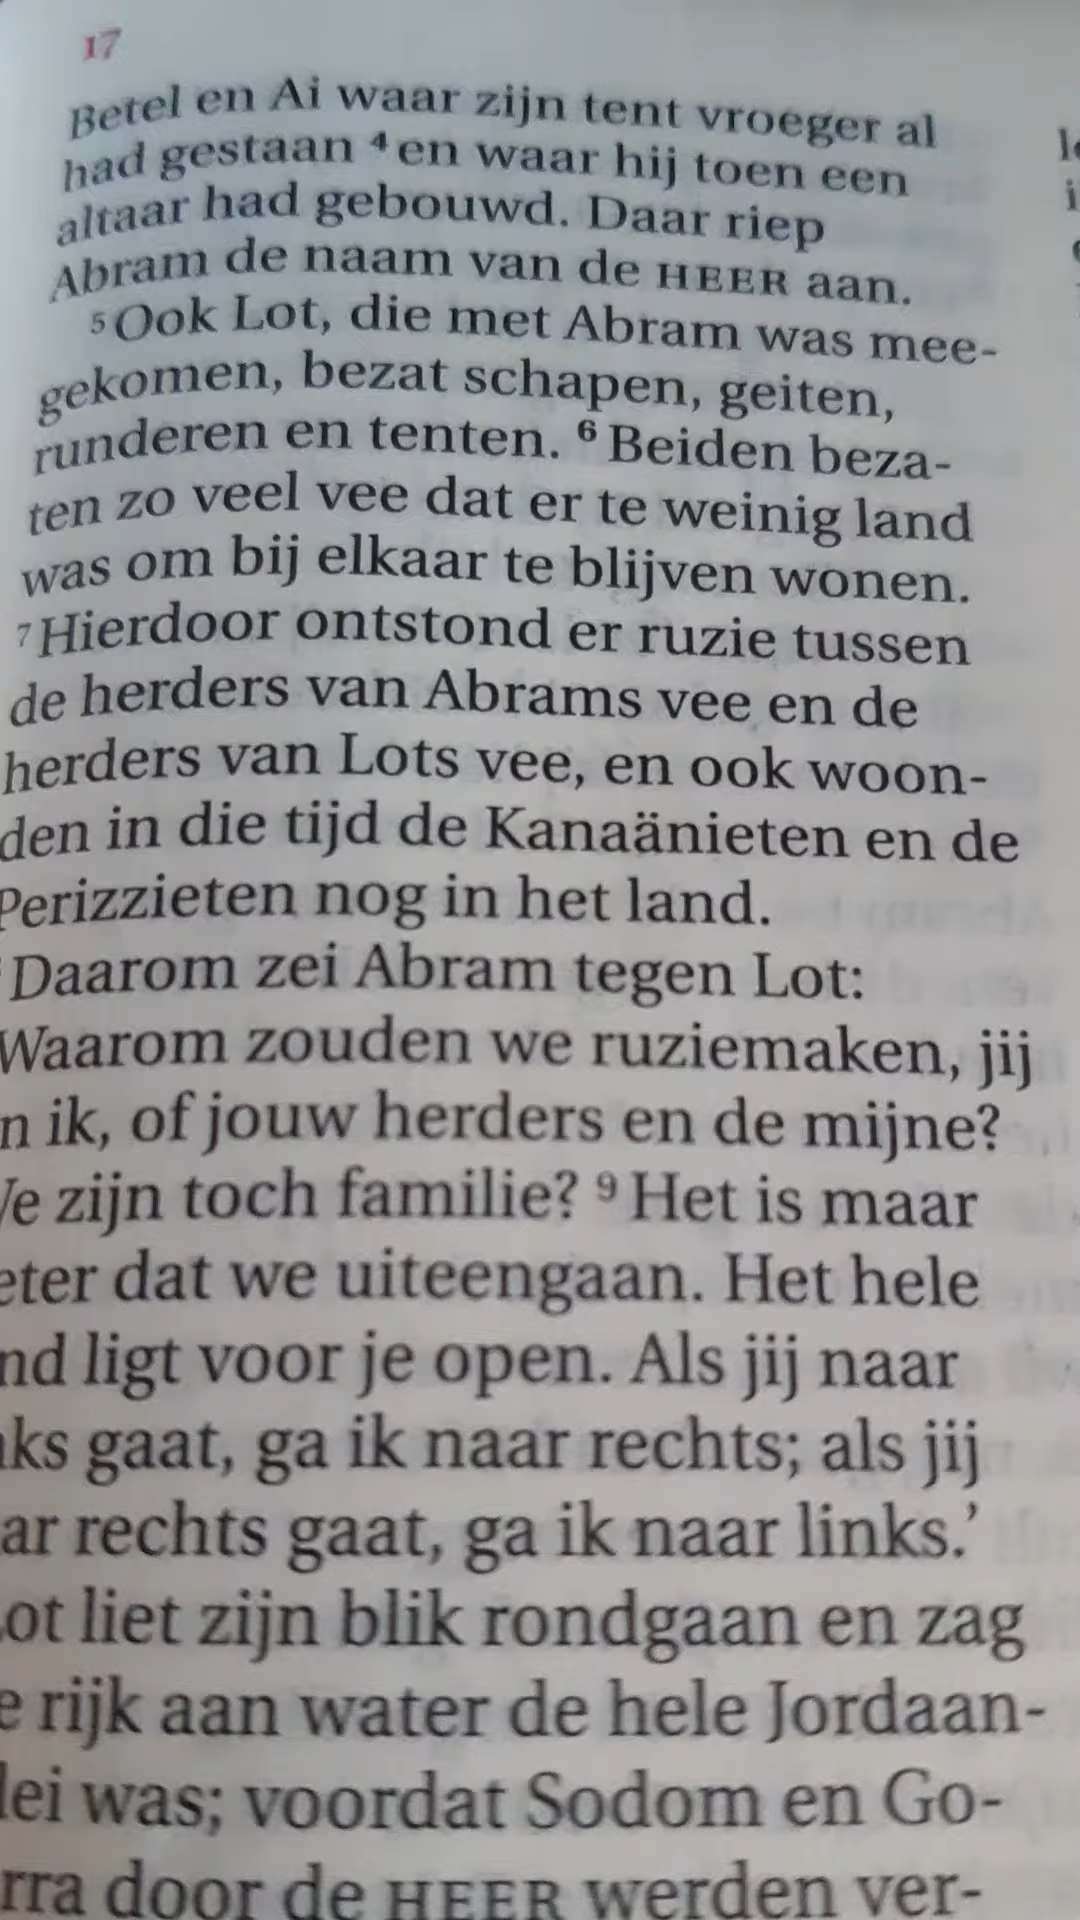 17
Betel en Ai waar zijn tent vroeger al
had gestaan 4 en waar hij toen een
altaar had gebouwd. Daar riep
Abram de naam van de HEER aan.
5 Ook Lot, die met Abram was mee-
gekomen, bezat schapen, geiten,
runderen en tenten. 6 Beiden beza-
ten zo veel vee dat er te weinig land
was om bij elkaar te blijven wonen.
7 Hierdoor ontstond er ruzie tussen
de herders van Abrams vee en de
herders van Lots vee, en ook woon-
den in die tijd de Kanaänieten en de
Perizzieten nog in het land.
Daarom zei Abram tegen Lot:
Waarom zouden we ruziemaken, jij
n ik, of jouw herders en de mijne?
We zijn toch familie? 9 Het is maar
eter dat we uiteengaan. Het hele
nd ligt voor je open. Als jij naar
ks gaat, ga ik naar rechts; als jij
ar rechts gaat, ga ik naar links.’
ot liet zijn blik rondgaan en zag
e rijk aan water de hele Jordaan-
lei was; voordat Sodom en Go-
rra door de HEER werden ver-